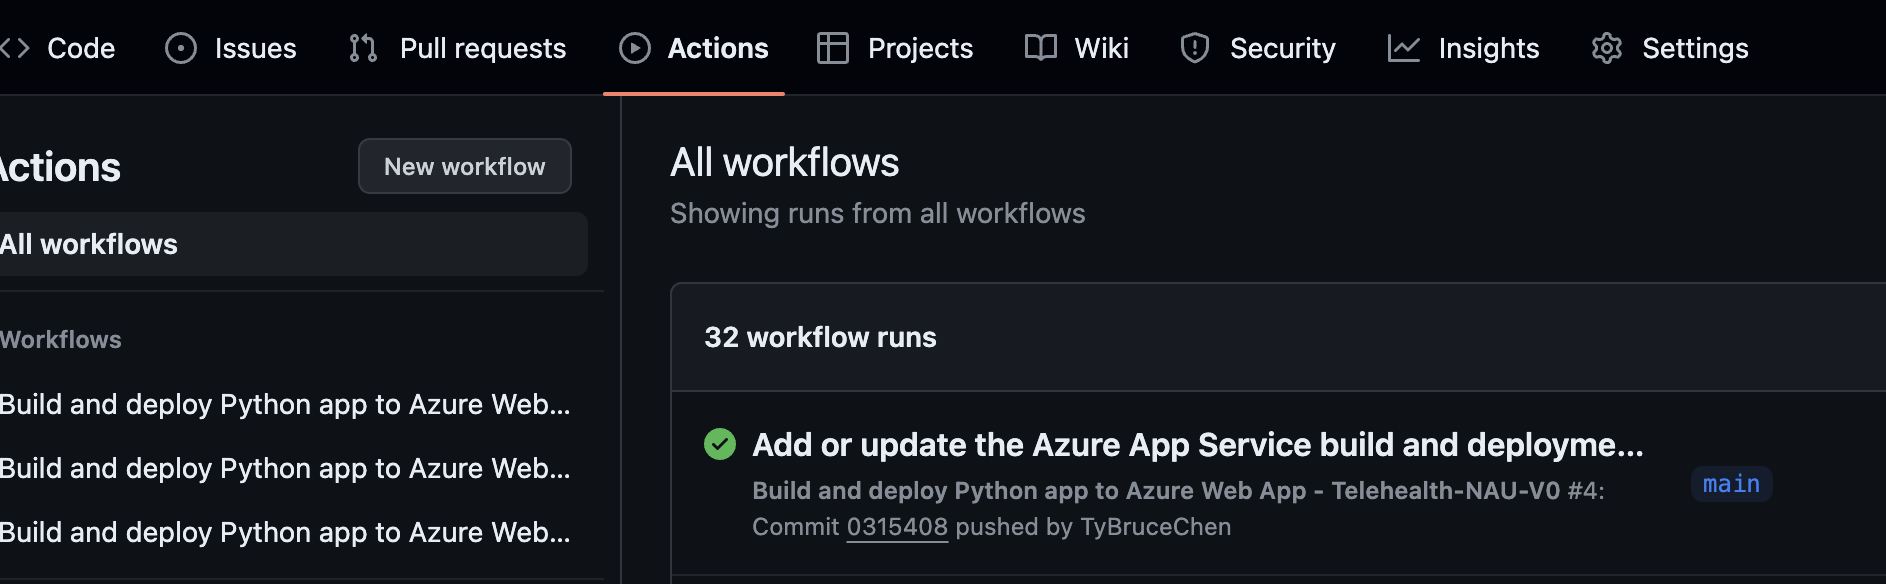 Code Issues Pull requests Actions Projects Wiki Security Insights Settings
Actions
New workflow
All workflows
Workflows
Build and deploy Python app to Azure Web...
Build and deploy Python app to Azure Web...
Build and deploy Python app to Azure Web...
All workflows
Showing runs from all workflows
32 workflow runs
Add or update the Azure App Service build and deployme...
Build and deploy Python app to Azure Web App - Telehealth-NAU-V0 #4:
Commit 0315408 pushed by TyBruceChen
main